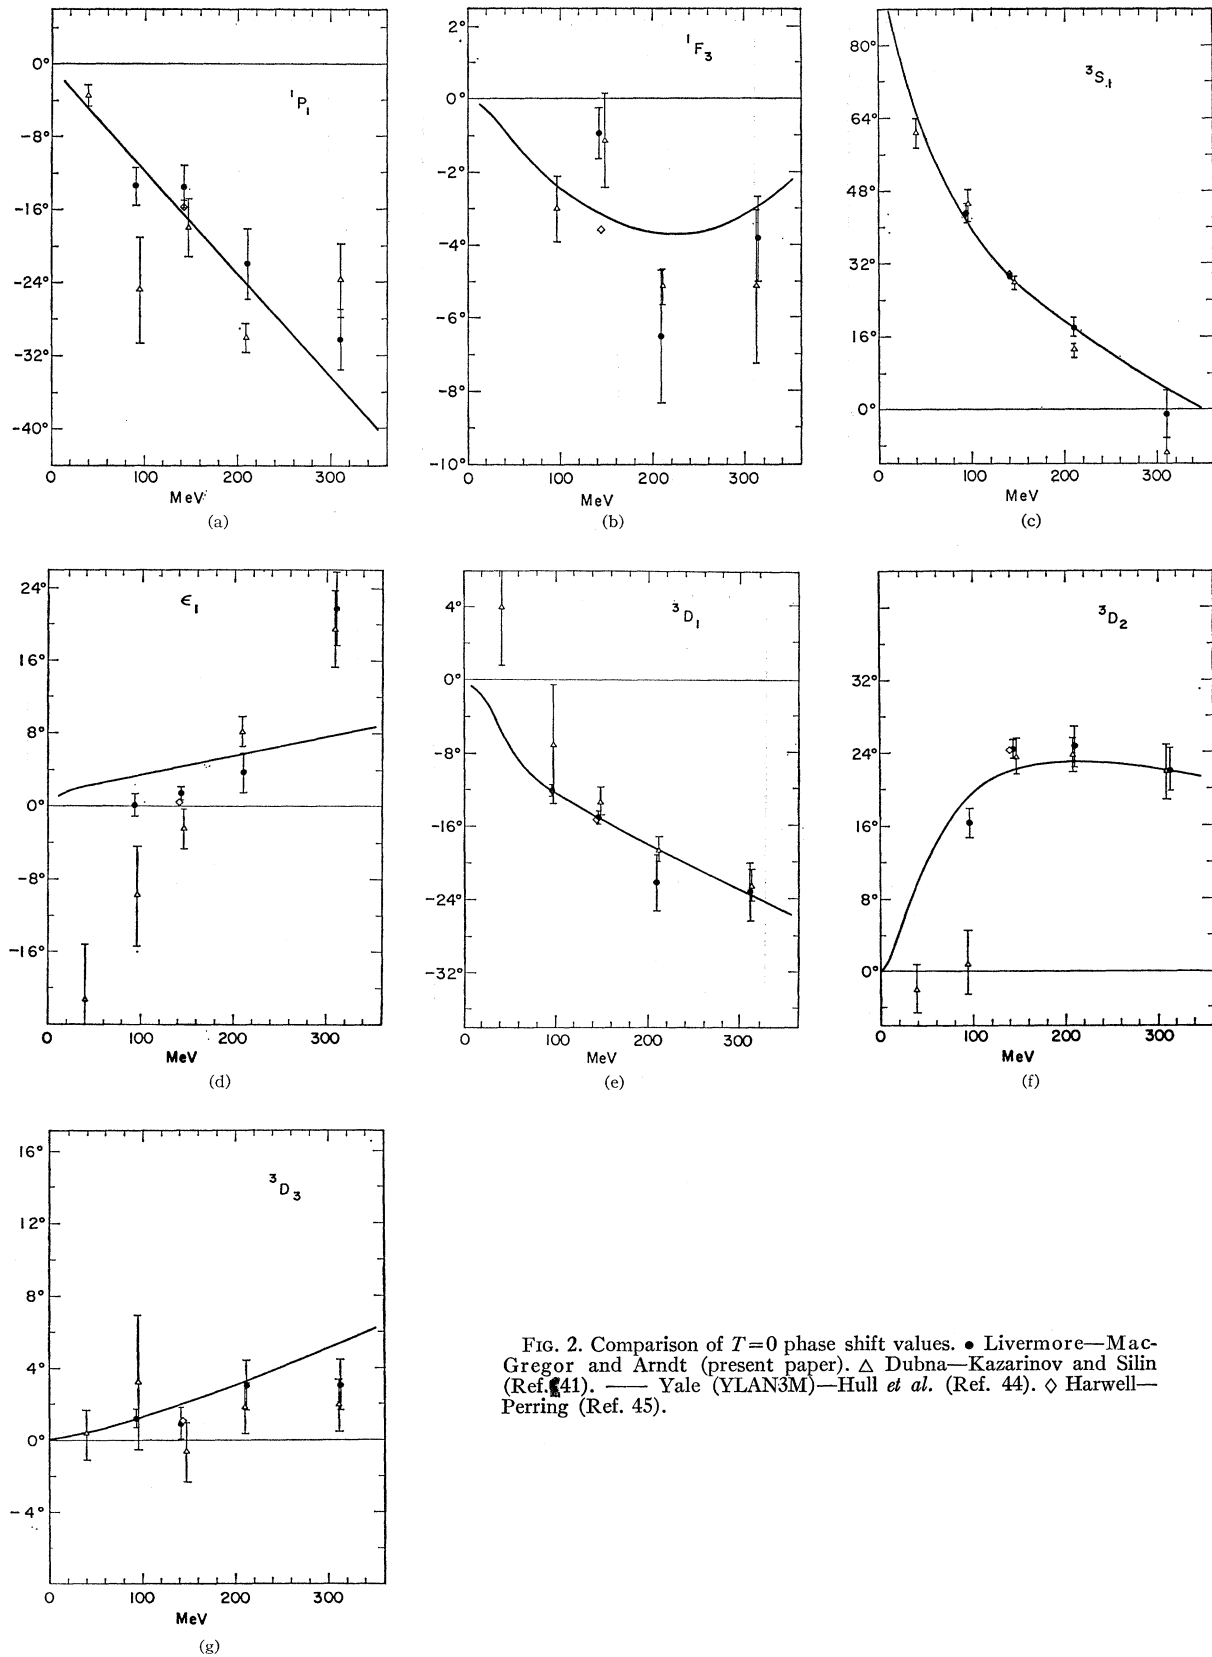 0°
-8°
-16°
-24°
-32°
-40°
¹P₁
0 100 200 300
MeV
(a)
2°
0°
-2°
-4°
-6°
-8°
-10°
¹F₃
0 100 200 300
MeV
(b)
80°
64°
48°
32°
16°
0°
³S₁
0 100 200 300
MeV
(c)
24°
16°
8°
0°
-8°
-16°
ϵ₁
0 100 200 300
MeV
(d)
4°
0°
-8°
-16°
-24°
-32°
³D₁
0 100 200 300
MeV
(e)
32°
24°
16°
8°
0°
³D₂
0 100 200 300
MeV
(f)
16°
12°
8°
4°
0°
-4°
³D₃
0 100 200 300
MeV
(g)
FIG. 2. Comparison of T=0 phase shift values. ● Livermore—Mac-
Gregor and Arndt (present paper). △ Dubna—Kazarinov and Silin
(Ref. 41). —— Yale (YLAN3M)—Hull et al. (Ref. 44). ◇ Harwell—
Perring (Ref. 45).